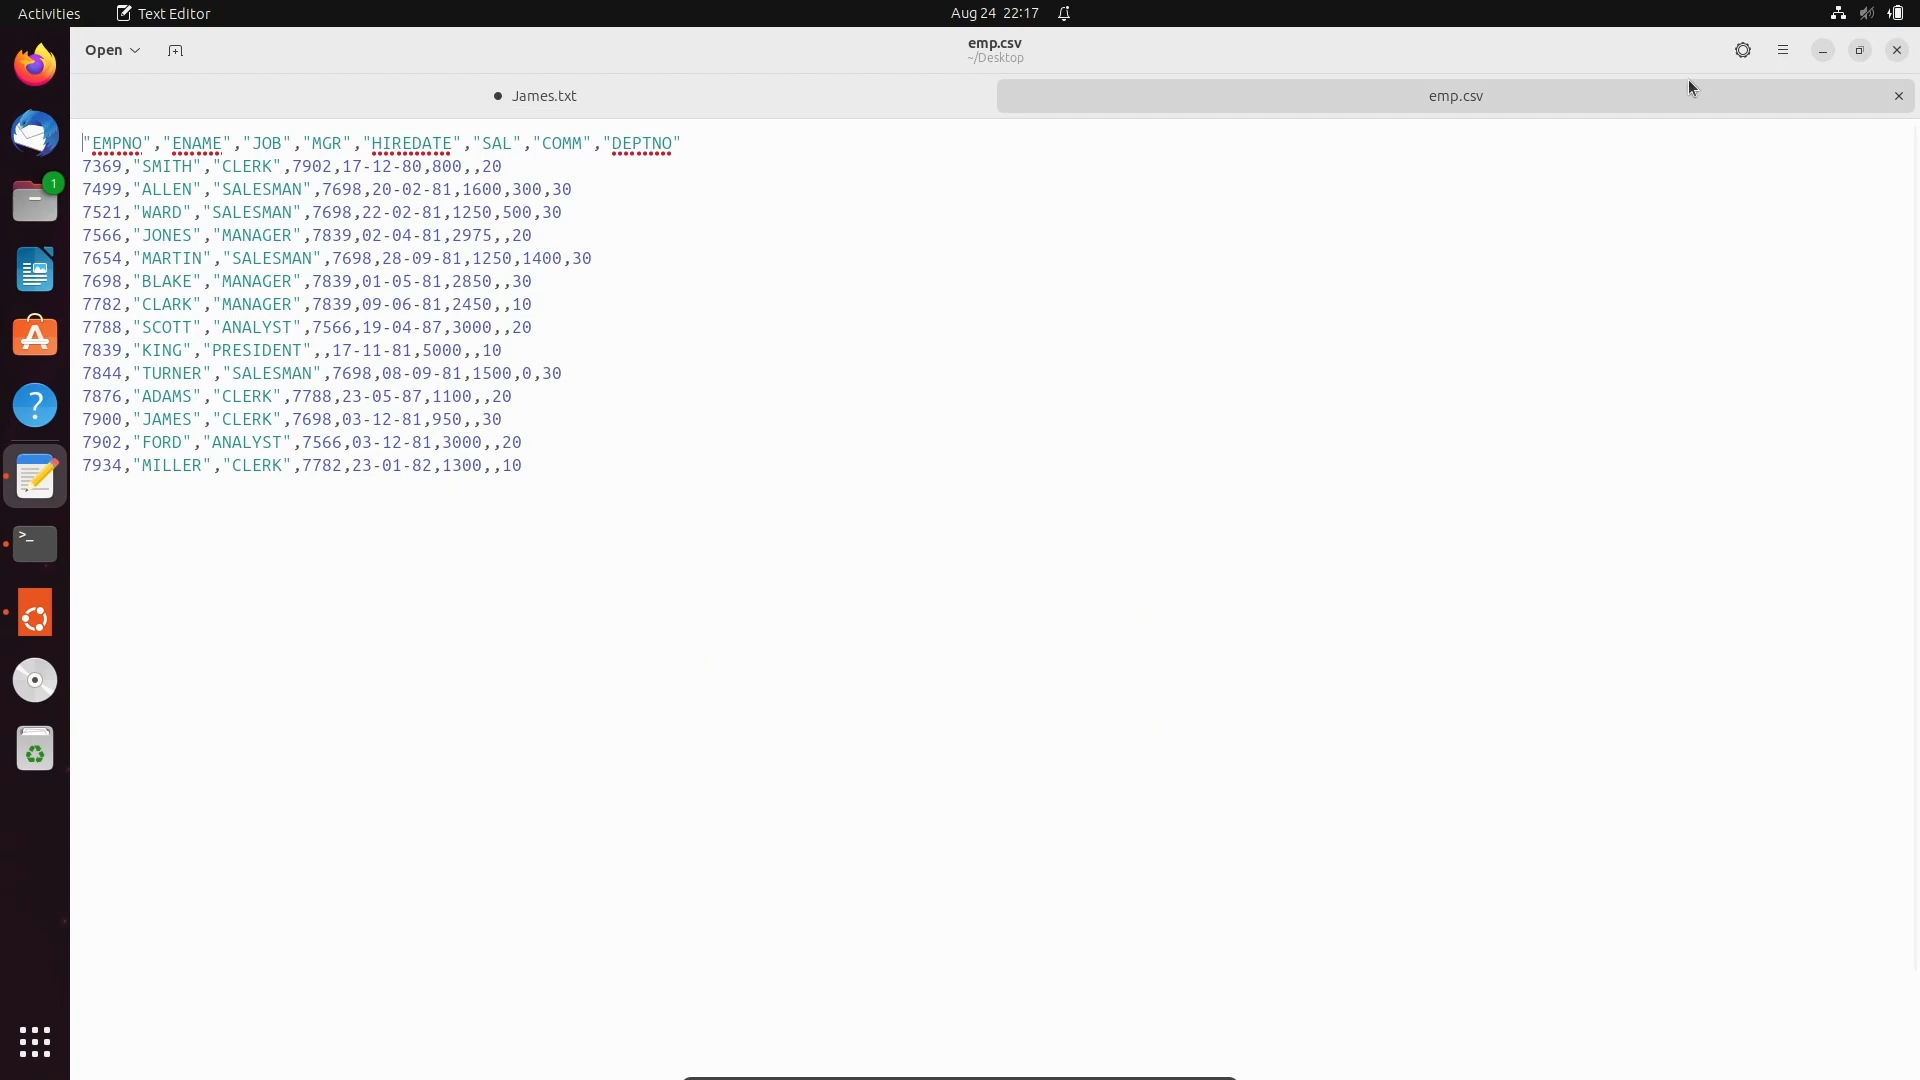 Activities
Text Editor
Aug 24 22:17
Open
emp.csv
~/Desktop
James.txt
emp.csv
"EMPNO","ENAME","JOB","MGR","HIREDATE","SAL","COMM","DEPTNO"
7369,"SMITH","CLERK",7902,17-12-80,800,,20
7499,"ALLEN","SALESMAN",7698,20-02-81,1600,300,30
7521,"WARD","SALESMAN",7698,22-02-81,1250,500,30
7566,"JONES","MANAGER",7839,02-04-81,2975,,20
7654,"MARTIN","SALESMAN",7698,28-09-81,1250,1400,30
7698,"BLAKE","MANAGER",7839,01-05-81,2850,,30
7782,"CLARK","MANAGER",7839,09-06-81,2450,,10
7788,"SCOTT","ANALYST",7566,19-04-87,3000,,20
7839,"KING","PRESIDENT",,17-11-81,5000,,10
7844,"TURNER","SALESMAN",7698,08-09-81,1500,0,30
7876,"ADAMS","CLERK",7788,23-05-87,1100,,20
7900,"JAMES","CLERK",7698,03-12-81,950,,30
7902,"FORD","ANALYST",7566,03-12-81,3000,,20
7934,"MILLER","CLERK",7782,23-01-82,1300,,10
1
?
>_